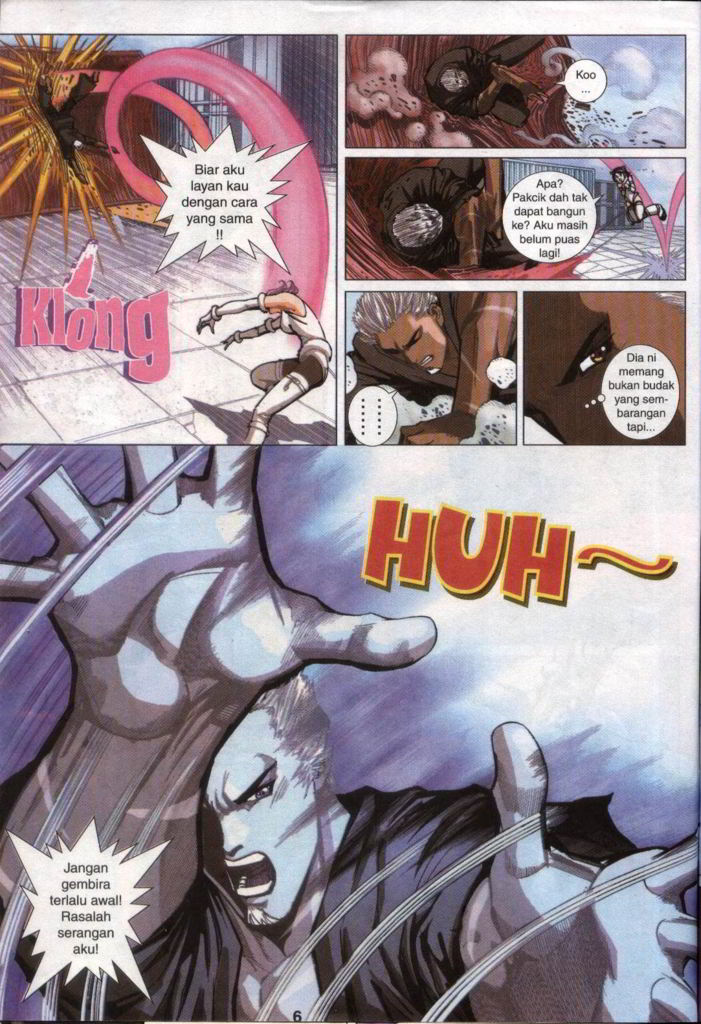 Biar aku
layan kau
dengan cara
yang sama
!!
Klong
Koo
...
Apa?
Pakcik dah tak
dapat bangun
ke? Aku masih
belum puas
lagi!
......
Dia ni
memang
bukan budak
yang sem-
barangan
tapi...
HUH~
Jangan
gembira
terlalu awal!
Rasalah
serangan
aku!
6